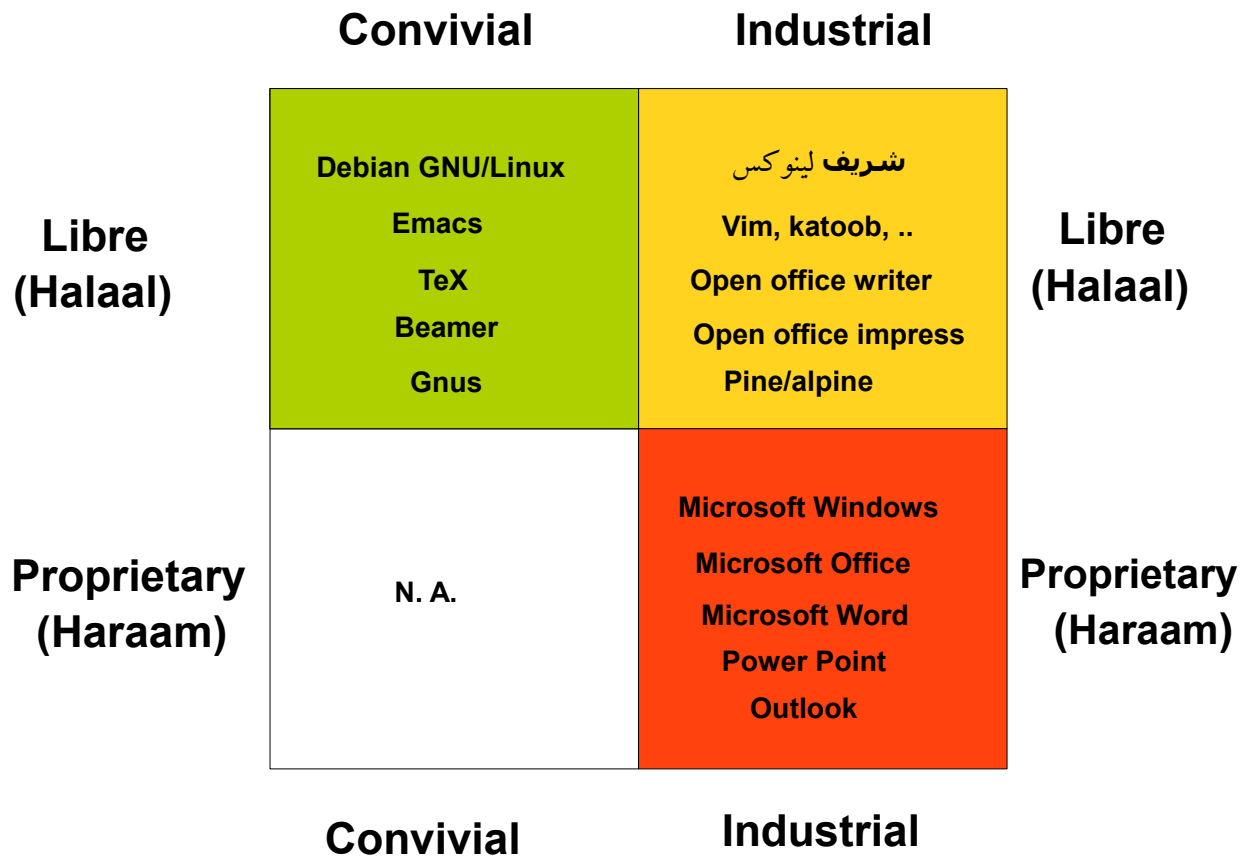 Convivial
Industrial
Libre
(Halaal)
Debian GNU/Linux
Emacs
TeX
Beamer
Gnus
شریف لینوکس
Vim, katoob, ..
Open office writer
Open office impress
Pine/alpine
Libre
(Halaal)
Proprietary
(Haraam)
N. A.
Microsoft Windows
Microsoft Office
Microsoft Word
Power Point
Outlook
Proprietary
(Haraam)
Convivial
Industrial